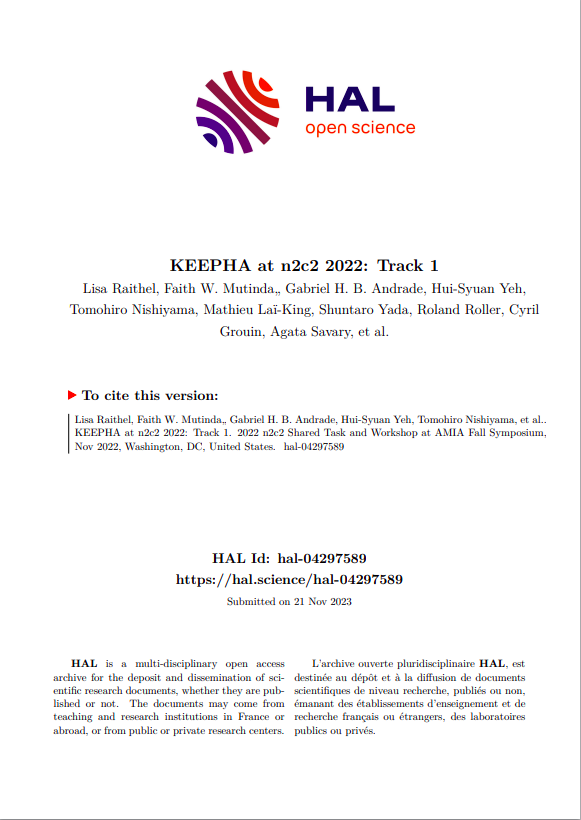 HAL
open science
KEEPHA at n2c2 2022: Track 1
Lisa Raithel, Faith W. Mutinda,, Gabriel H. B. Andrade, Hui-Syuan Yeh,
Tomohiro Nishiyama, Mathieu Laï-King, Shuntaro Yada, Roland Roller, Cyril
Grouin, Agata Savary, et al.
To cite this version:
Lisa Raithel, Faith W. Mutinda,, Gabriel H. B. Andrade, Hui-Syuan Yeh, Tomohiro Nishiyama, et al..
KEEPHA at n2c2 2022: Track 1. 2022 n2c2 Shared Task and Workshop at AMIA Fall Symposium,
Nov 2022, Washington, DC, United States. hal-04297589
HAL Id: hal-04297589
https://hal.science/hal-04297589
Submitted on 21 Nov 2023
HAL is a multi-disciplinary open access
archive for the deposit and dissemination of sci-
entific research documents, whether they are pub-
lished or not. The documents may come from
teaching and research institutions in France or
abroad, or from public or private research centers.
L'archive ouverte pluridisciplinaire HAL, est
destinée au dépôt et à la diffusion de documents
scientifiques de niveau recherche, publiés ou non,
émanant des établissements d'enseignement et de
recherche français ou étrangers, des laboratoires
publics ou privés.